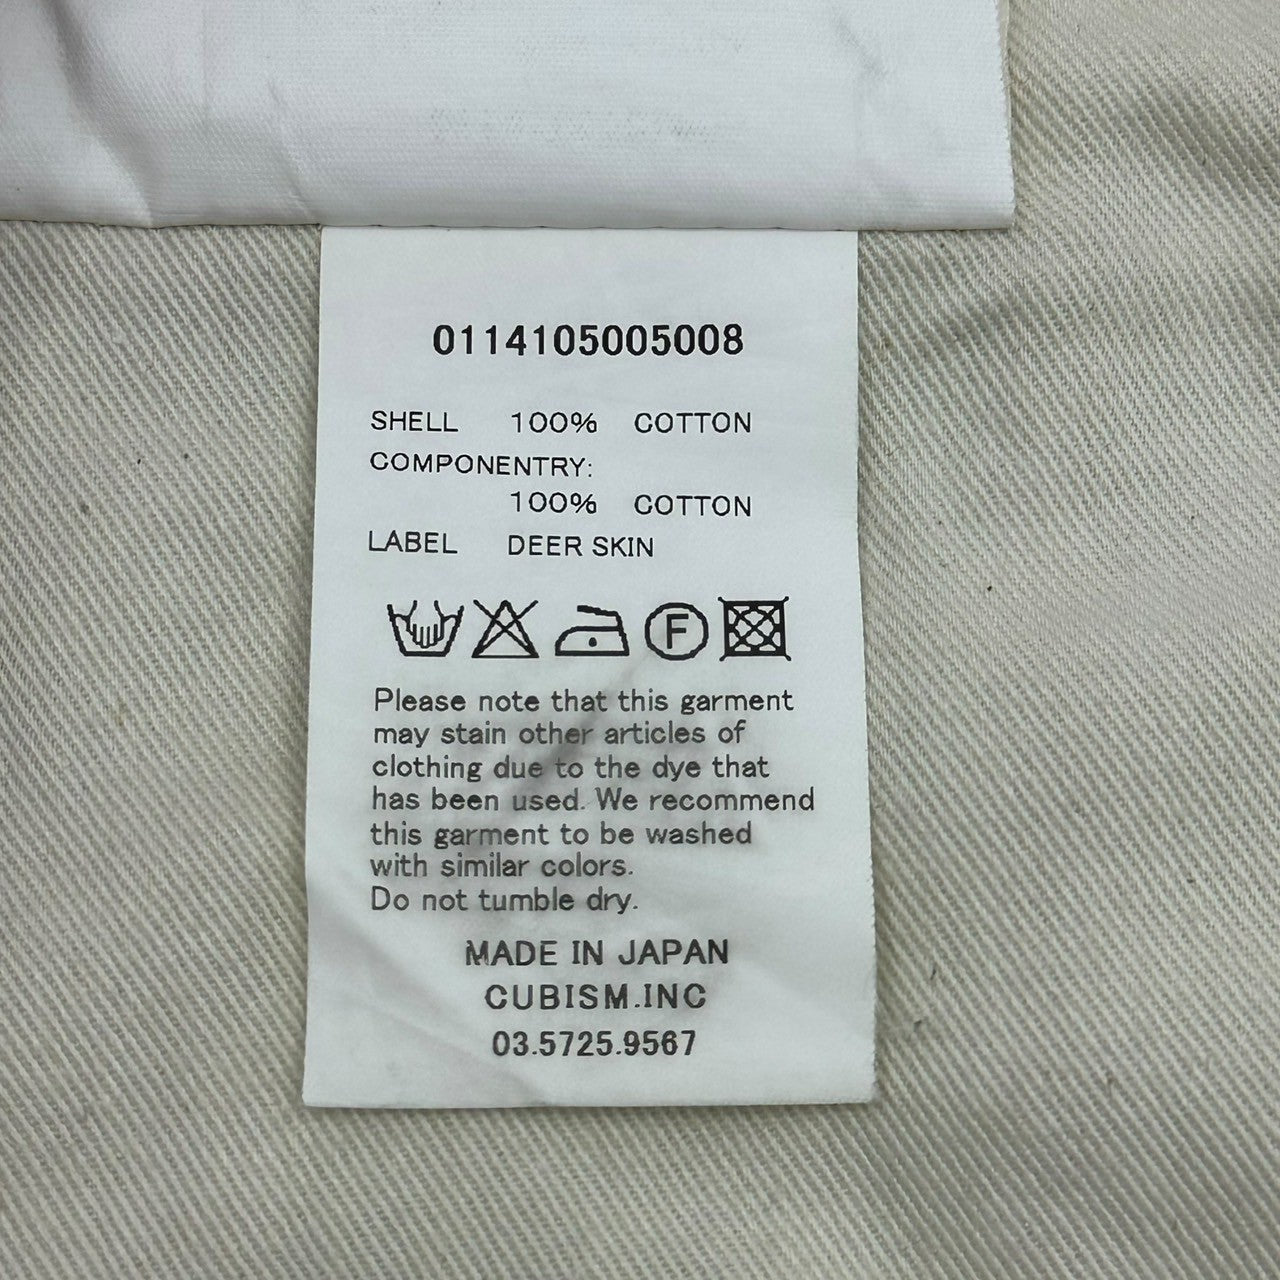 0114105005008
SHELL 100% COTTON
COMPONENTRY:
100% COTTON
LABEL DEER SKIN
F
Please note that this garment
may stain other articles of
clothing due to the dye that
has been used. We recommend
this garment to be washed
with similar colors.
Do not tumble dry.
MADE IN JAPAN
CUBISM.INC
03.5725.9567